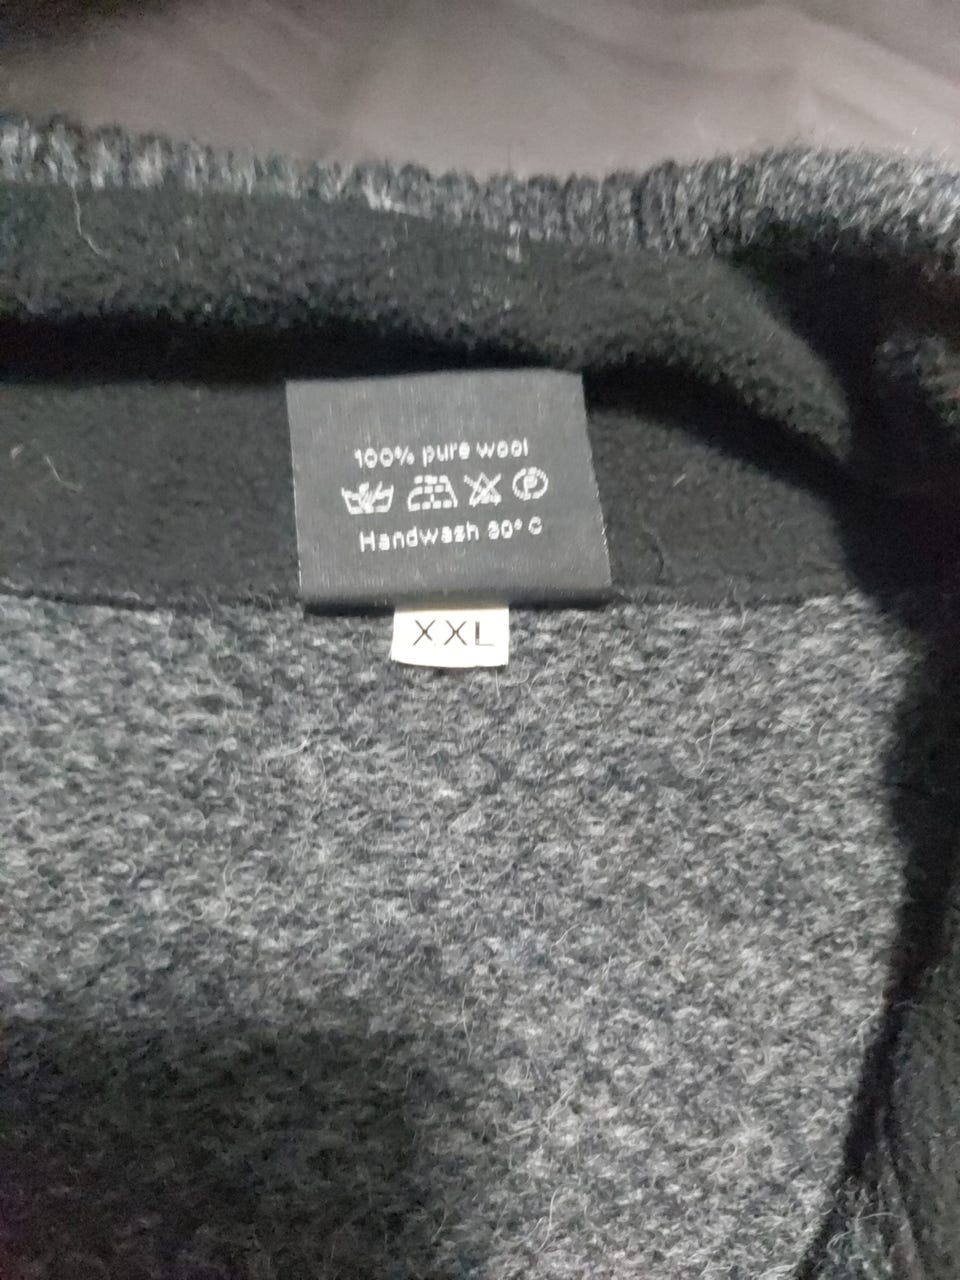 100% pure wool
P
Handwash 30° C
XXL